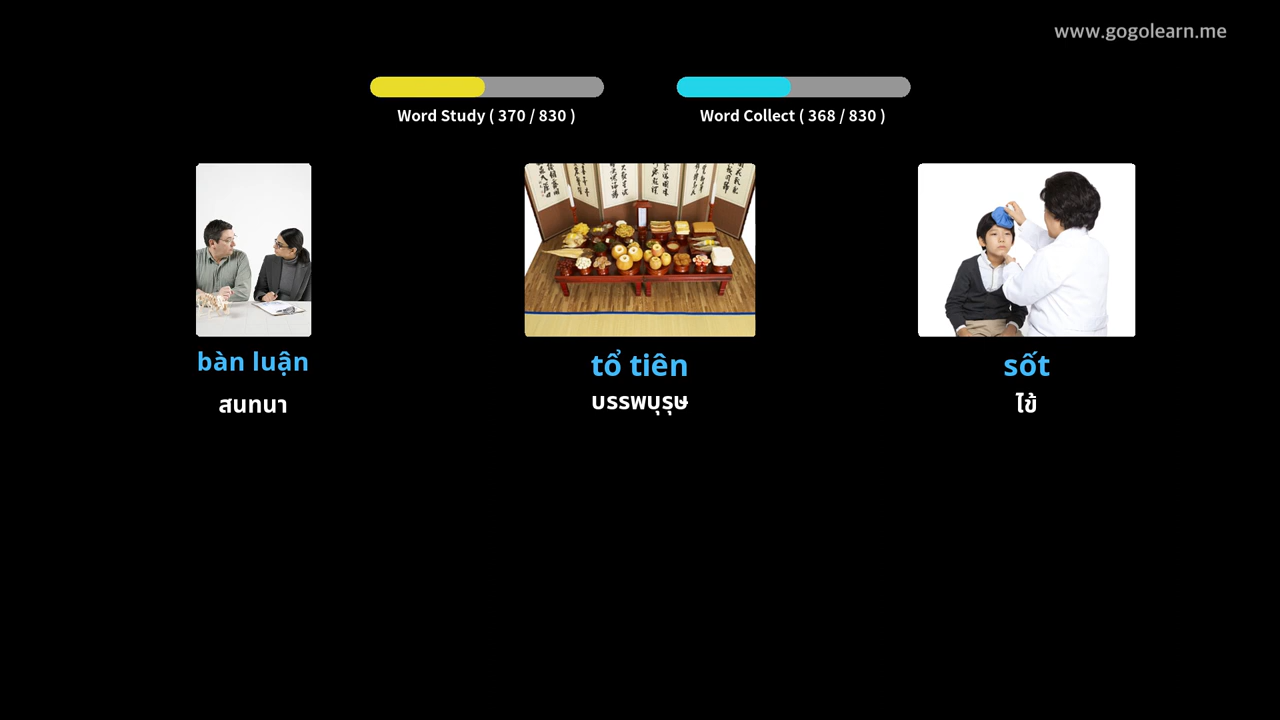 www.gogolearn.me
Word Study ( 370 / 830 )
Word Collect ( 368 / 830 )
bàn luận
สนทนา
tổ tiên
บรรพบุรุษ
sốt
ไข้